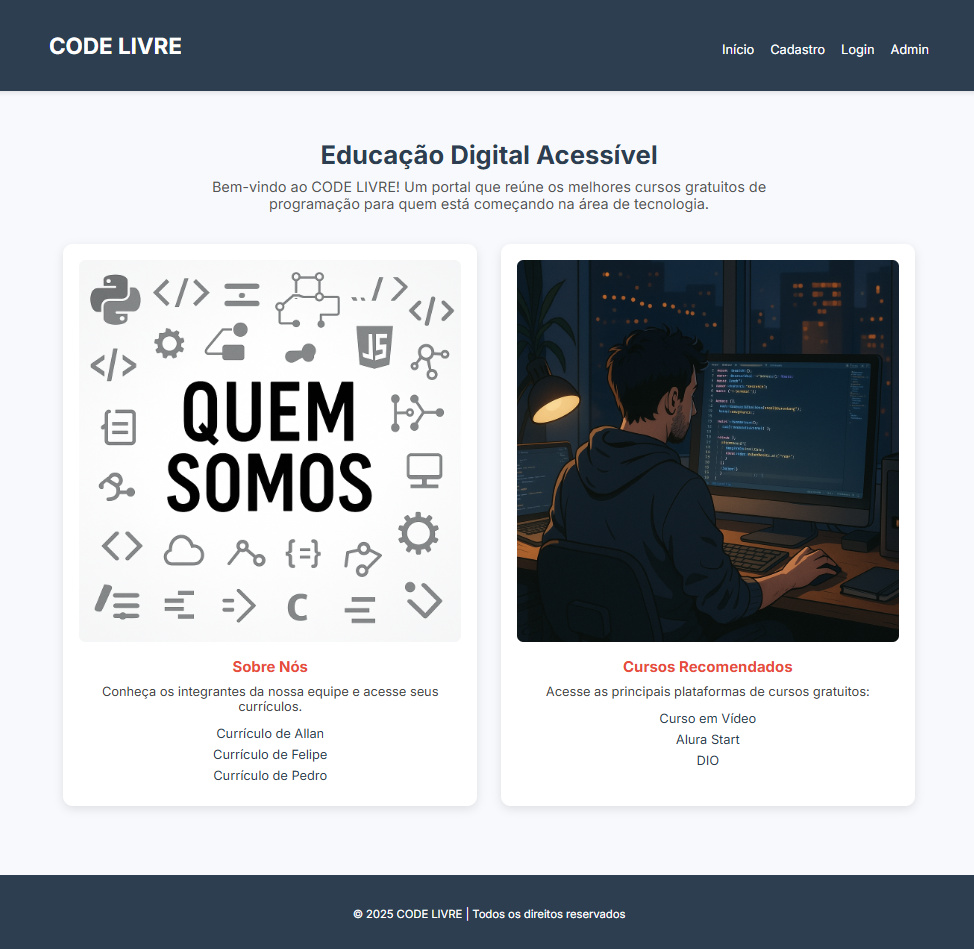 CODE LIVRE
Início Cadastro Login Admin
Educação Digital Acessível
Bem-vindo ao CODE LIVRE! Um portal que reúne os melhores cursos gratuitos de
programação para quem está começando na área de tecnologia.
JS
QUEM
SOMOS
C
Sobre Nós
Conheça os integrantes da nossa equipe e acesse seus
currículos.
Currículo de Allan
Currículo de Felipe
Currículo de Pedro
Cursos Recomendados
Acesse as principais plataformas de cursos gratuitos:
Curso em Vídeo
Alura Start
DIO
© 2025 CODE LIVRE | Todos os direitos reservados